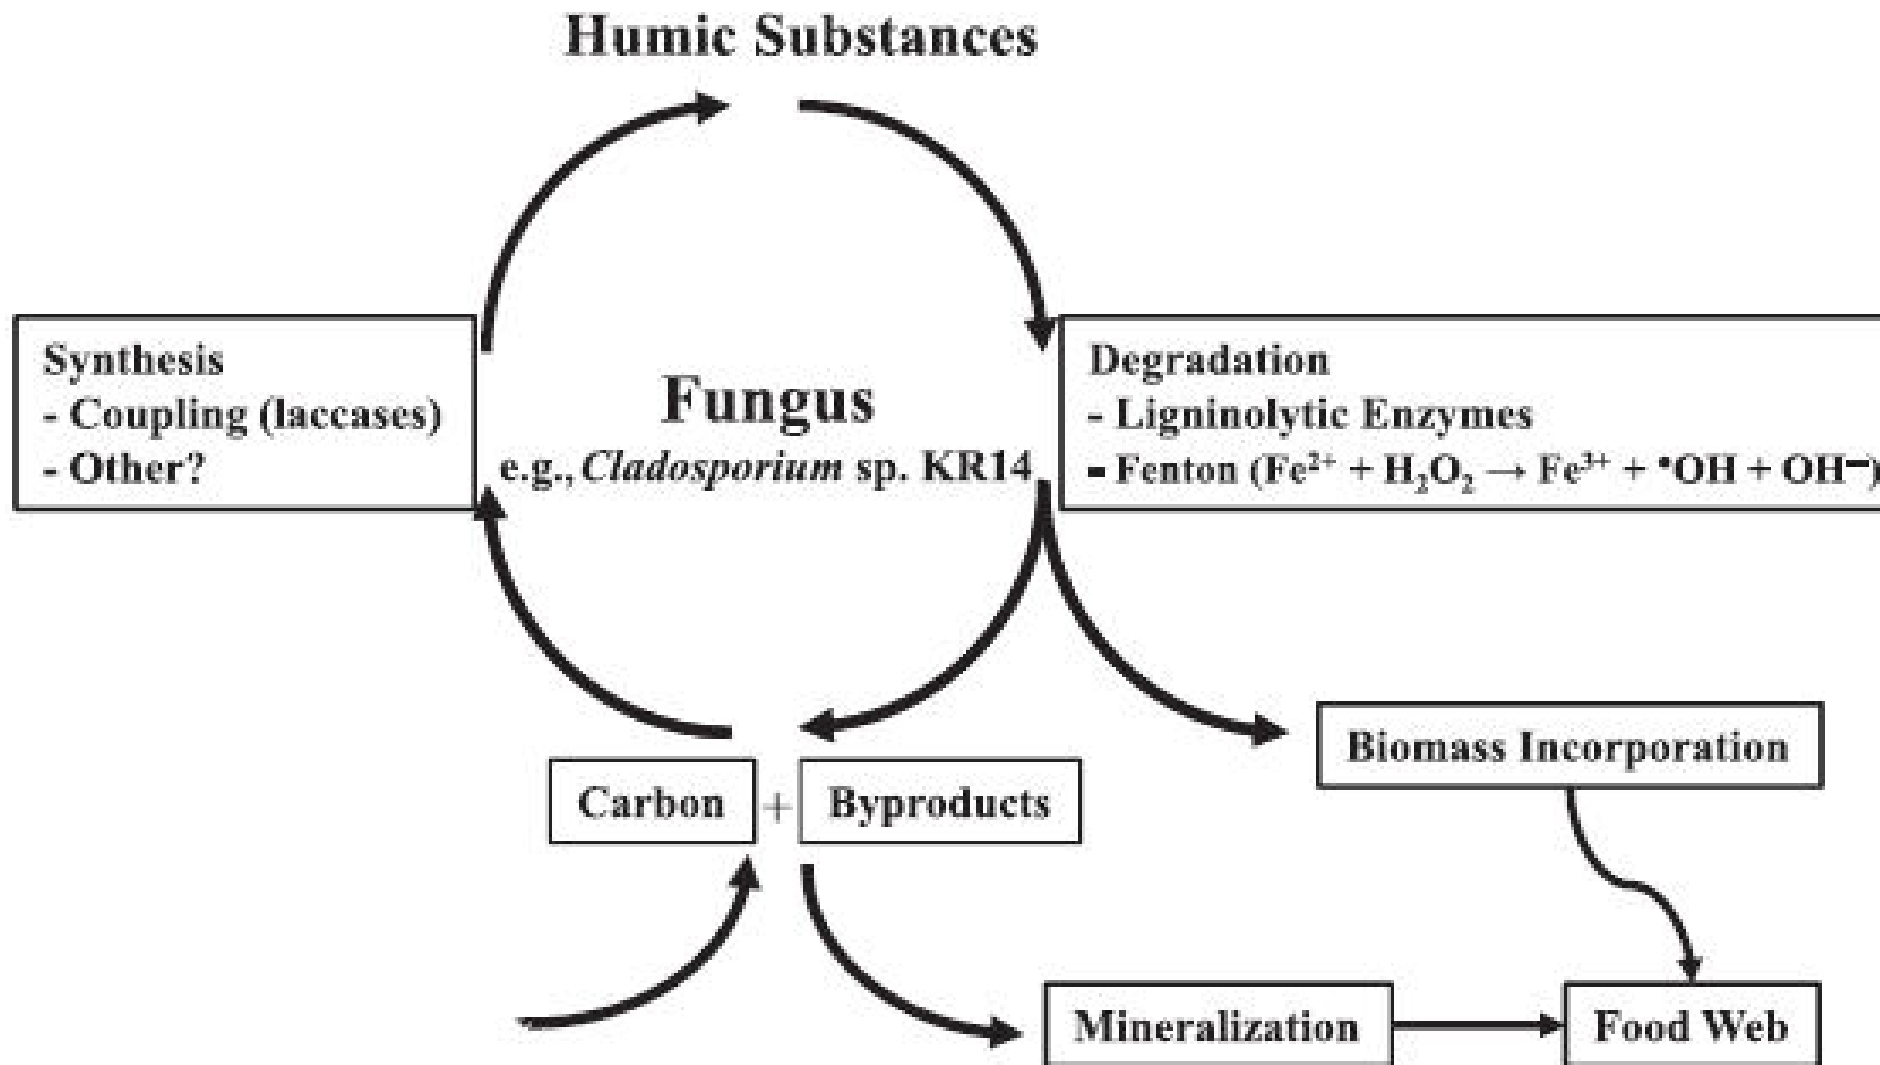 Humic Substances
Synthesis
- Coupling (laccases)
- Other?
Fungus
e.g., Cladosporium sp. KR14
Degradation
- Ligninolytic Enzymes
- Fenton (Fe²⁺ + H₂O₂ → Fe³⁺ + •OH + OH⁻)
Biomass Incorporation
Carbon + Byproducts
Mineralization
Food Web